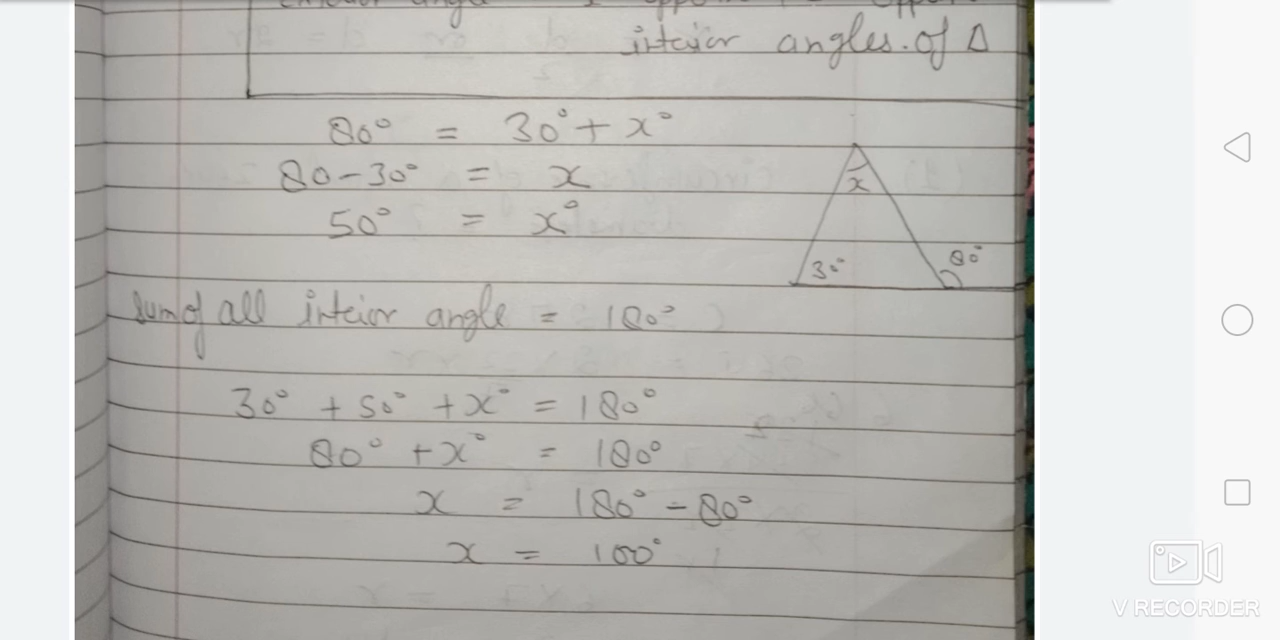 interior angles. of Δ
80° = 30° + x°
80 - 30° = x
50° = x°
x
30°
80°
Sum of all inteior angle = 180°
30° + 50° + x° = 180°
80° + x° = 180°
x = 180° - 80°
x = 100°
V RECORDER